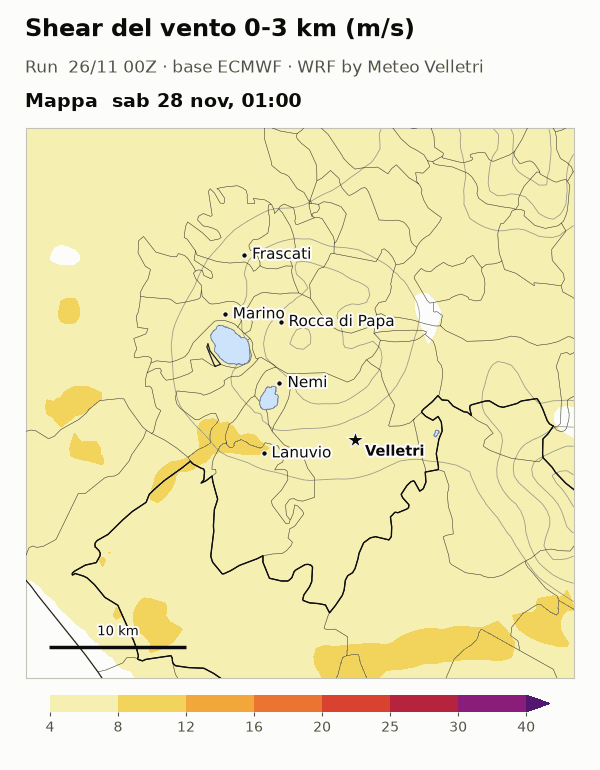 Shear del vento 0-3 km (m/s)
Run  26/11 00Z · base ECMWF · WRF by Meteo Velletri
Mappa  sab 28 nov, 01:00
Frascati
Marino
Rocca di Papa
Nemi
Velletri
Lanuvio
10 km
4 8 12 16 20 25 30 40